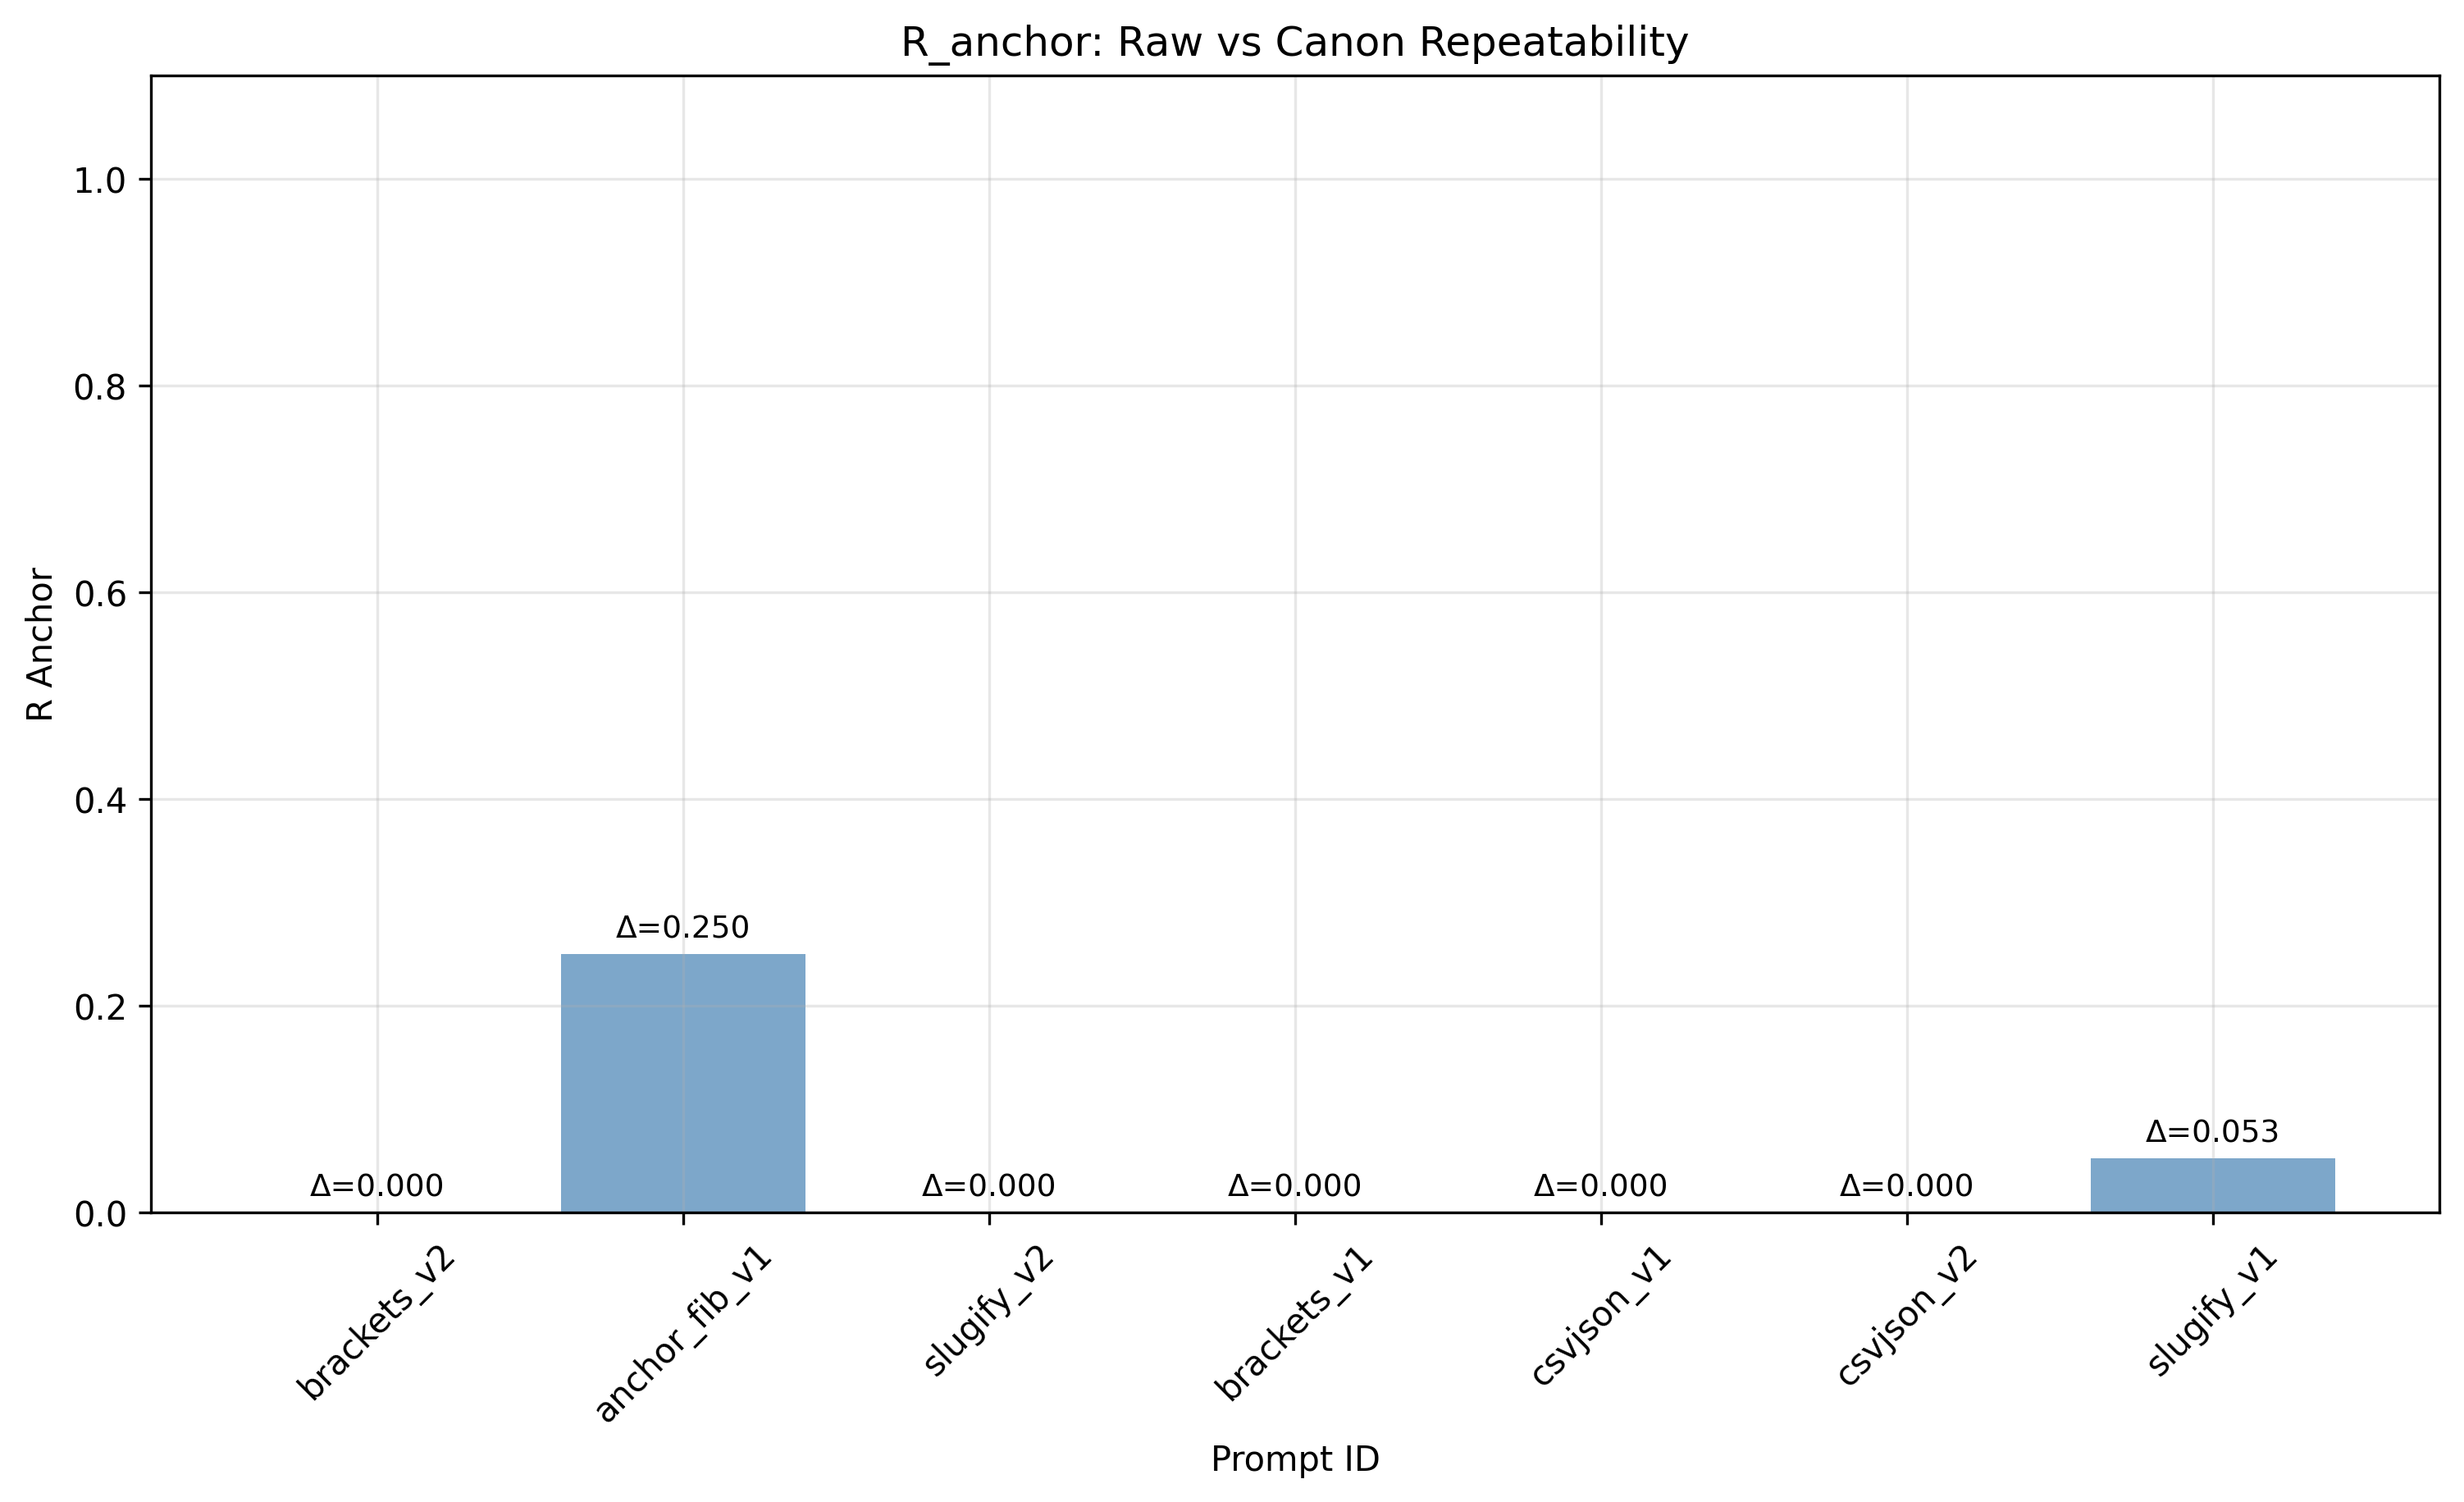 R_anchor: Raw vs Canon Repeatability
R Anchor
1.0
0.8
0.6
0.4
0.2
0.0
Δ=0.000
Δ=0.250
Δ=0.000
Δ=0.000
Δ=0.000
Δ=0.000
Δ=0.053
brackets_v2
anchor_fib_v1
slugify_v2
brackets_v1
csvjson_v1
csvjson_v2
slugify_v1
Prompt ID